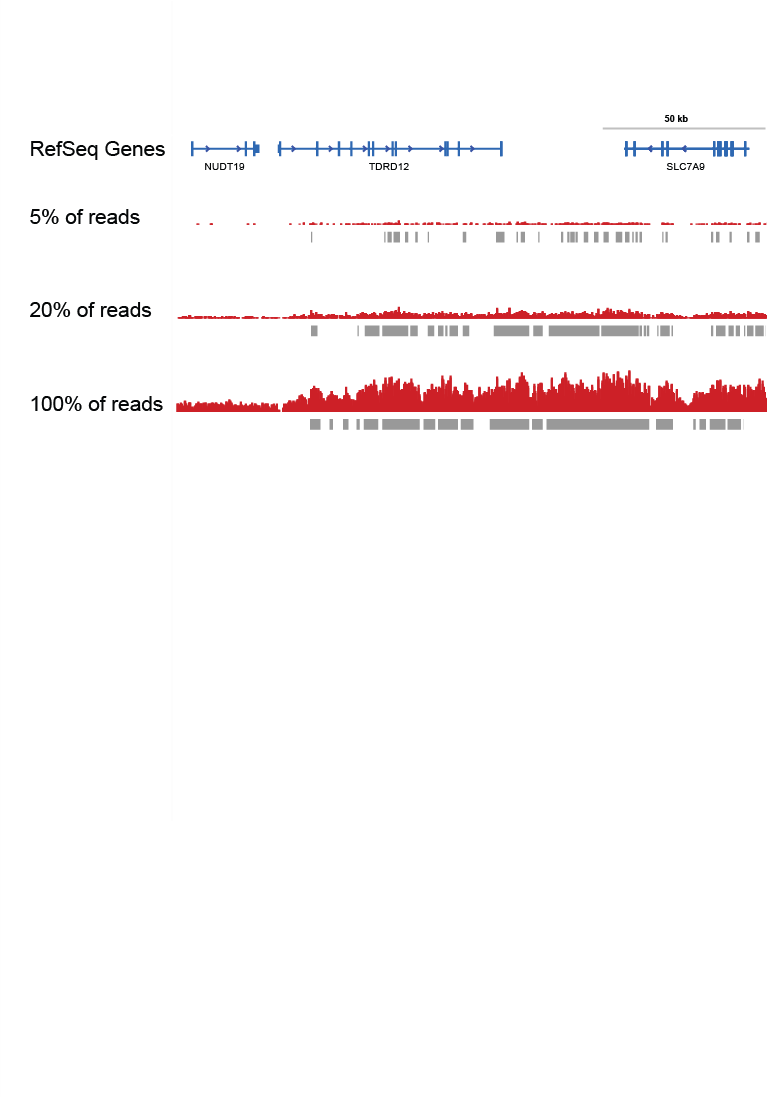 50 kb
RefSeq Genes
NUDT19 TDRD12 SLC7A9
5% of reads
20% of reads
100% of reads